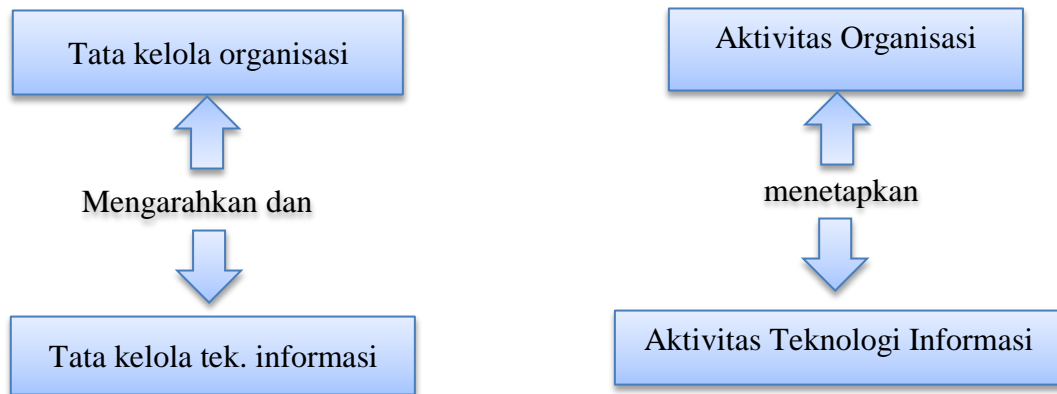 Tata kelola organisasi
Aktivitas Organisasi
Mengarahkan dan
menetapkan
Tata kelola tek. informasi
Aktivitas Teknologi Informasi